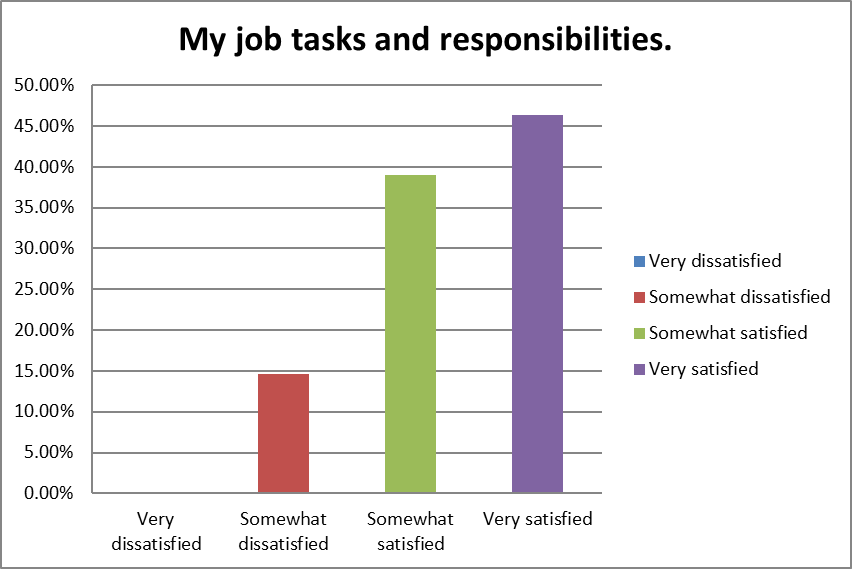 My job tasks and responsibilities.
50.00%
45.00%
40.00%
35.00%
30.00%
25.00%
20.00%
15.00%
10.00%
5.00%
0.00%
Very
dissatisfied
Somewhat
dissatisfied
Somewhat
satisfied
Very satisfied
Very dissatisfied
Somewhat dissatisfied
Somewhat satisfied
Very satisfied